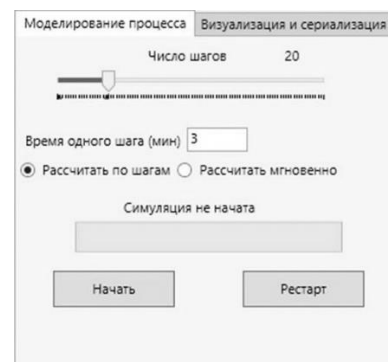 Моделирование процесса Визуализация и сериализация
Число шагов 20
Время одного шага (мин) 3
Рассчитать по шагам Рассчитать мгновенно
Симуляция не начата
Начать Рестарт